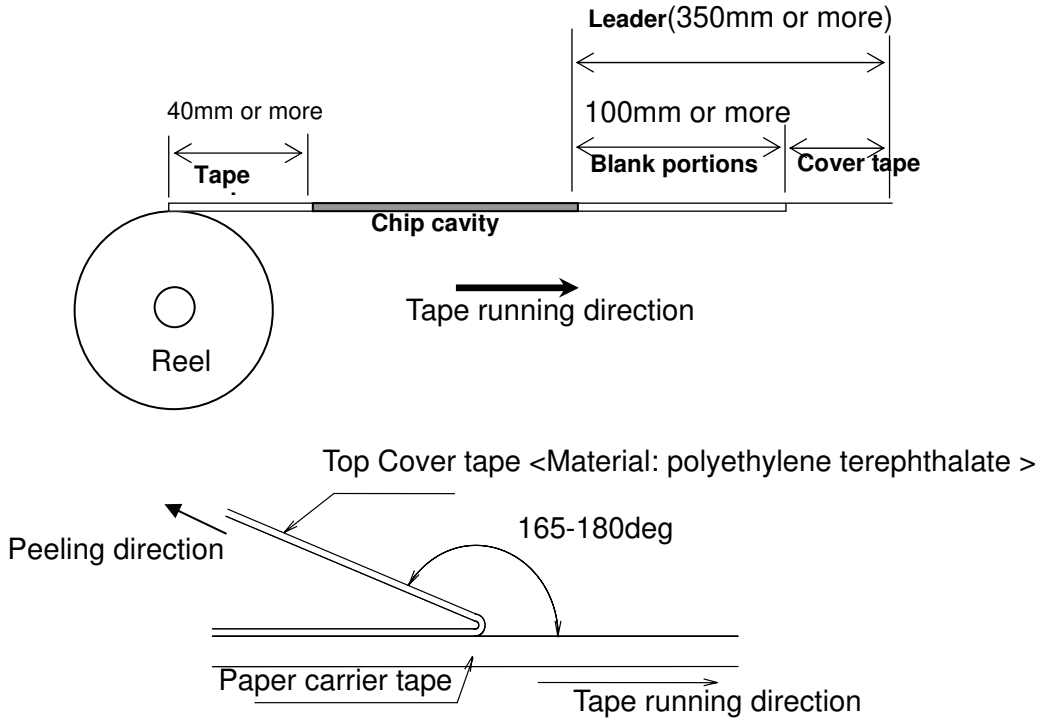 Leader(350mm or more)
40mm or more
100mm or more
Tape
Blank portions
Cover tape
Chip cavity
Tape running direction
Reel
Top Cover tape <Material: polyethylene terephthalate >
165-180deg
Peeling direction
Paper carrier tape
Tape running direction